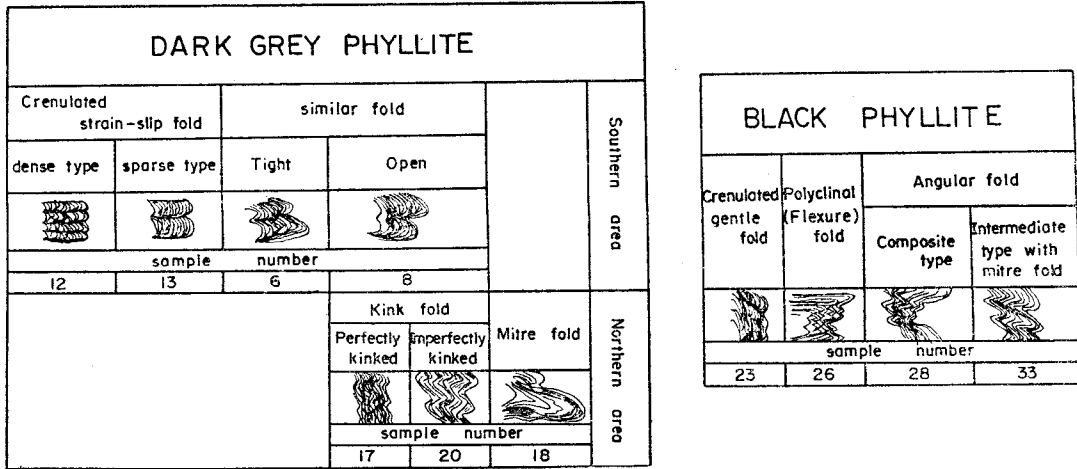 DARK GREY PHYLLITE
Crenulated
strain-slip fold
similar fold
dense type
sparse type
Tight
Open
sample number
12
13
6
8
Southern area
Kink fold
Perfectly
kinked
Imperfectly
kinked
Mitre fold
sample number
17
20
18
Northern area
BLACK PHYLLITE
Crenulated
gentle
fold
Polyclinal
(Flexure)
fold
Angular fold
Composite
type
Intermediate
type with
mitre fold
sample number
23
26
28
33